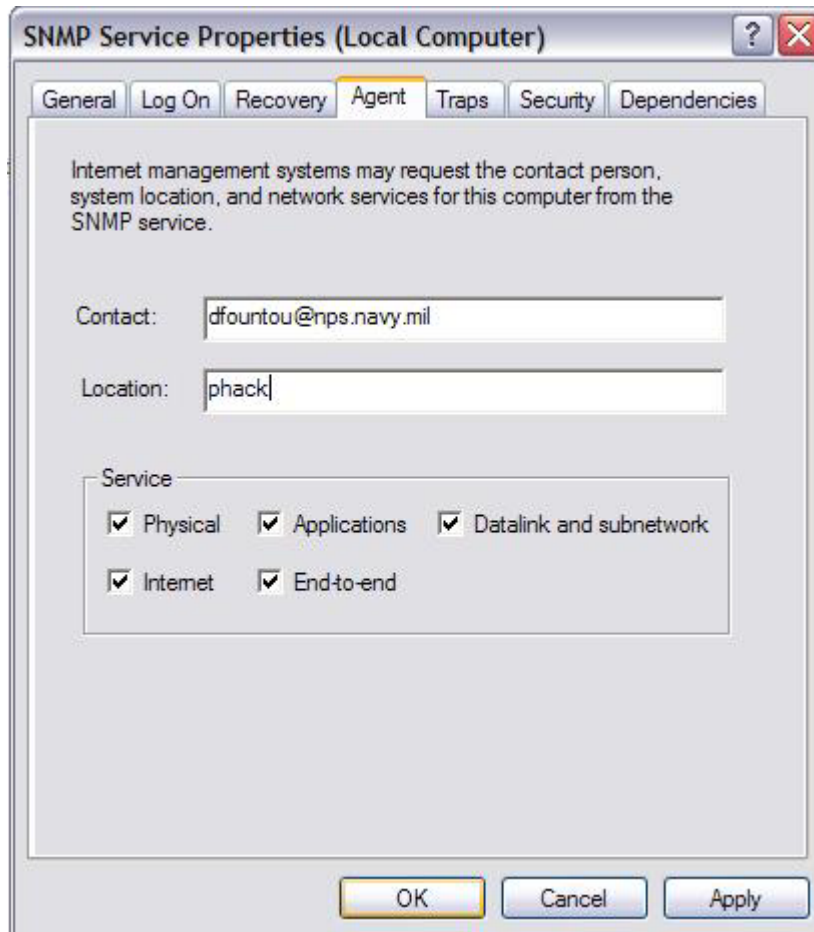 SNMP Service Properties (Local Computer)
General Log On Recovery Agent Traps Security Dependencies
Internet management systems may request the contact person,
system location, and network services for this computer from the
SNMP service.
Contact: dfountou@nps.navy.mil
Location: phack
Service
Physical Applications Datalink and subnetwork
Internet End-to-end
OK Cancel Apply